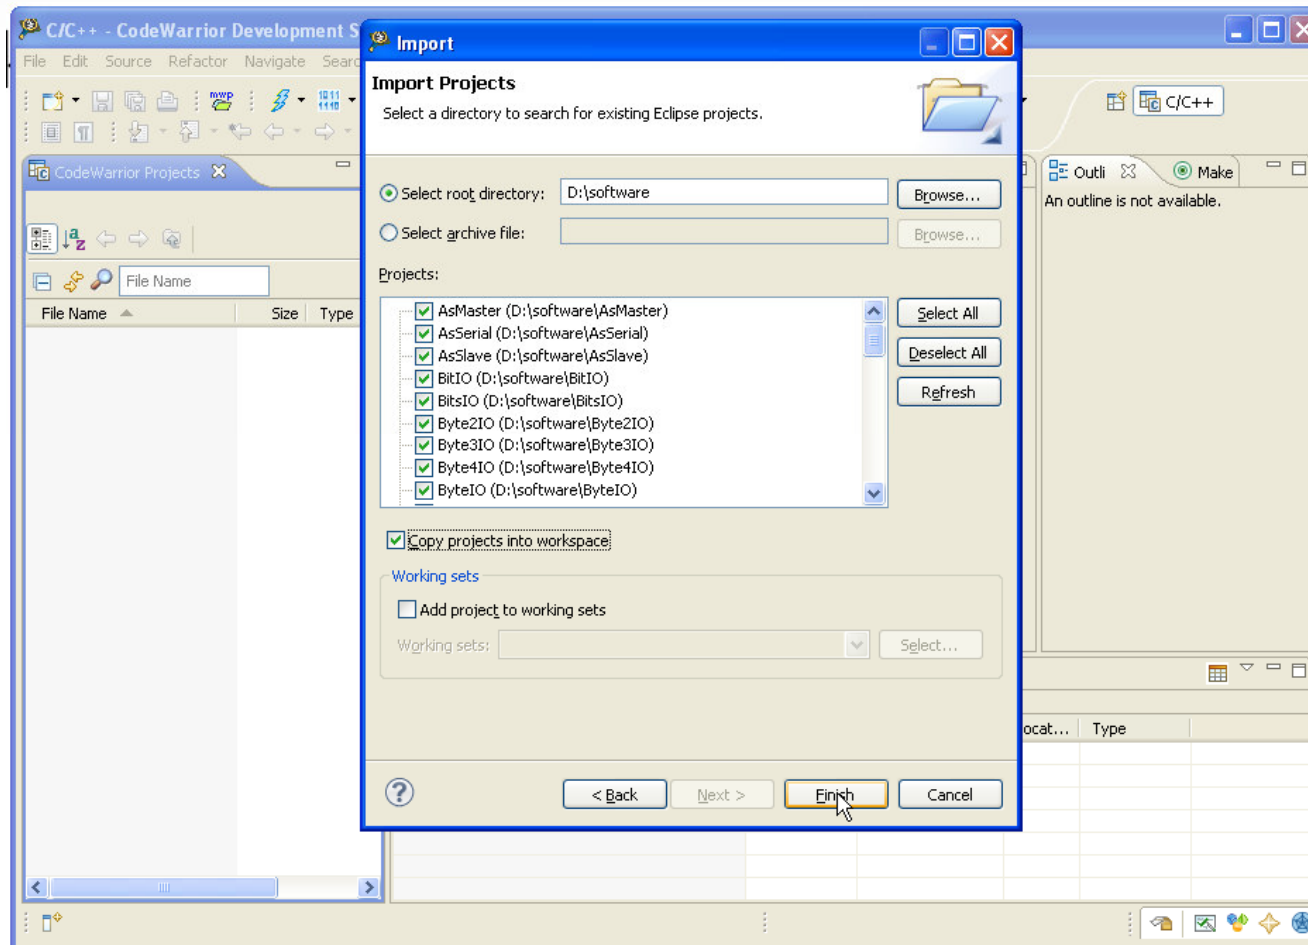 C/C++ - CodeWarrior Development S
File Edit Source Refactor Navigate Searc
C/C++
CodeWarrior Projects
File Name
File Name Size Type
Import
Import Projects
Select a directory to search for existing Eclipse projects.
Select root directory: D:\software Browse...
Select archive file: Browse...
Projects:
AsMaster (D:\software\AsMaster)
AsSerial (D:\software\AsSerial)
AsSlave (D:\software\AsSlave)
BitIO (D:\software\BitIO)
BitsIO (D:\software\BitsIO)
Byte2IO (D:\software\Byte2IO)
Byte3IO (D:\software\Byte3IO)
Byte4IO (D:\software\Byte4IO)
ByteIO (D:\software\ByteIO)
Select All
Deselect All
Refresh
Copy projects into workspace
Working sets
Add project to working sets
Working sets: Select...
< Back Next > Finish Cancel
Outli Make
An outline is not available.
ocat... Type